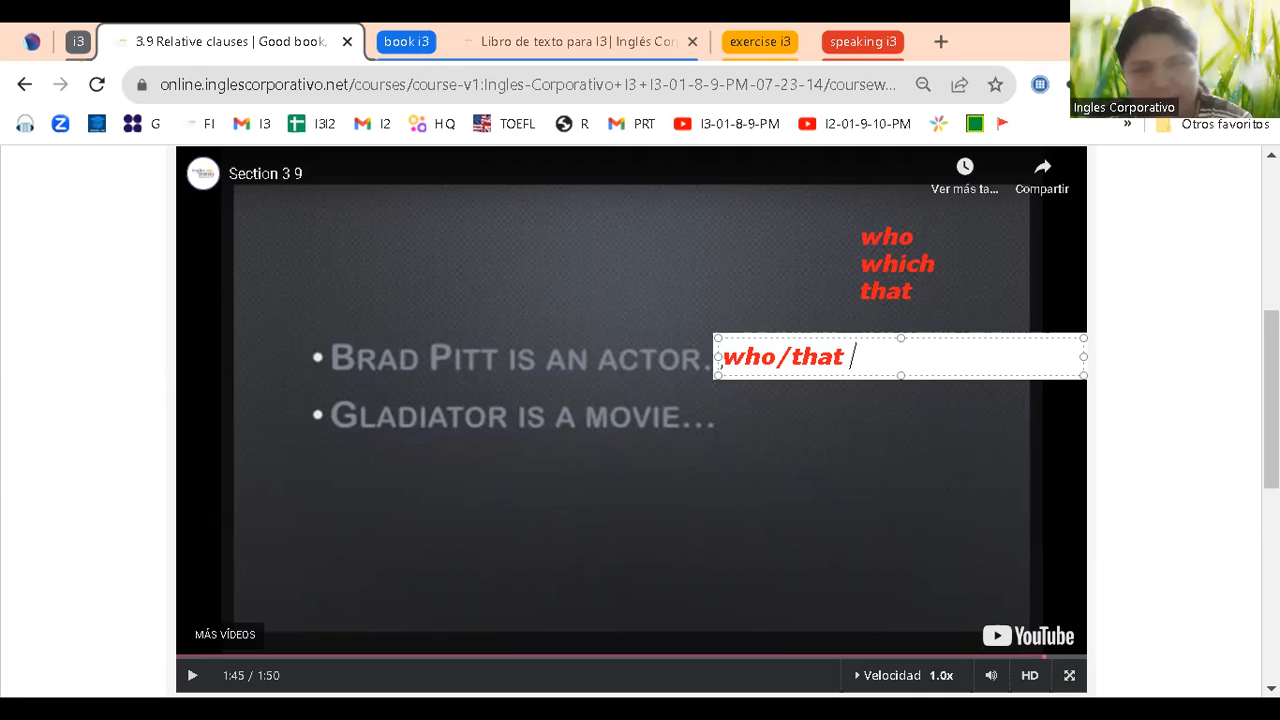 i3
3.9 Relative clauses | Good book,
book i3
Libro de texto para I3| Inglés Cor
exercise i3
speaking i3
online.inglescorporativo.net/courses/course-v1:Ingles-Corporativo+I3+I3-01-8-9-PM-07-23-14/coursew...
Ingles Corporativo
G
FI
I3
I3I2
I2
HQ
TOEFL
R
PRT
I3-01-8-9-PM
I2-01-9-10-PM
»
Otros favoritos
Section 3 9
Ver más ta...
Compartir
who
which
that
• BRAD PITT IS AN ACTOR.. who/that
• GLADIATOR IS A MOVIE...
MÁS VÍDEOS
YouTube
1:45 / 1:50
Velocidad 1.0x
HD